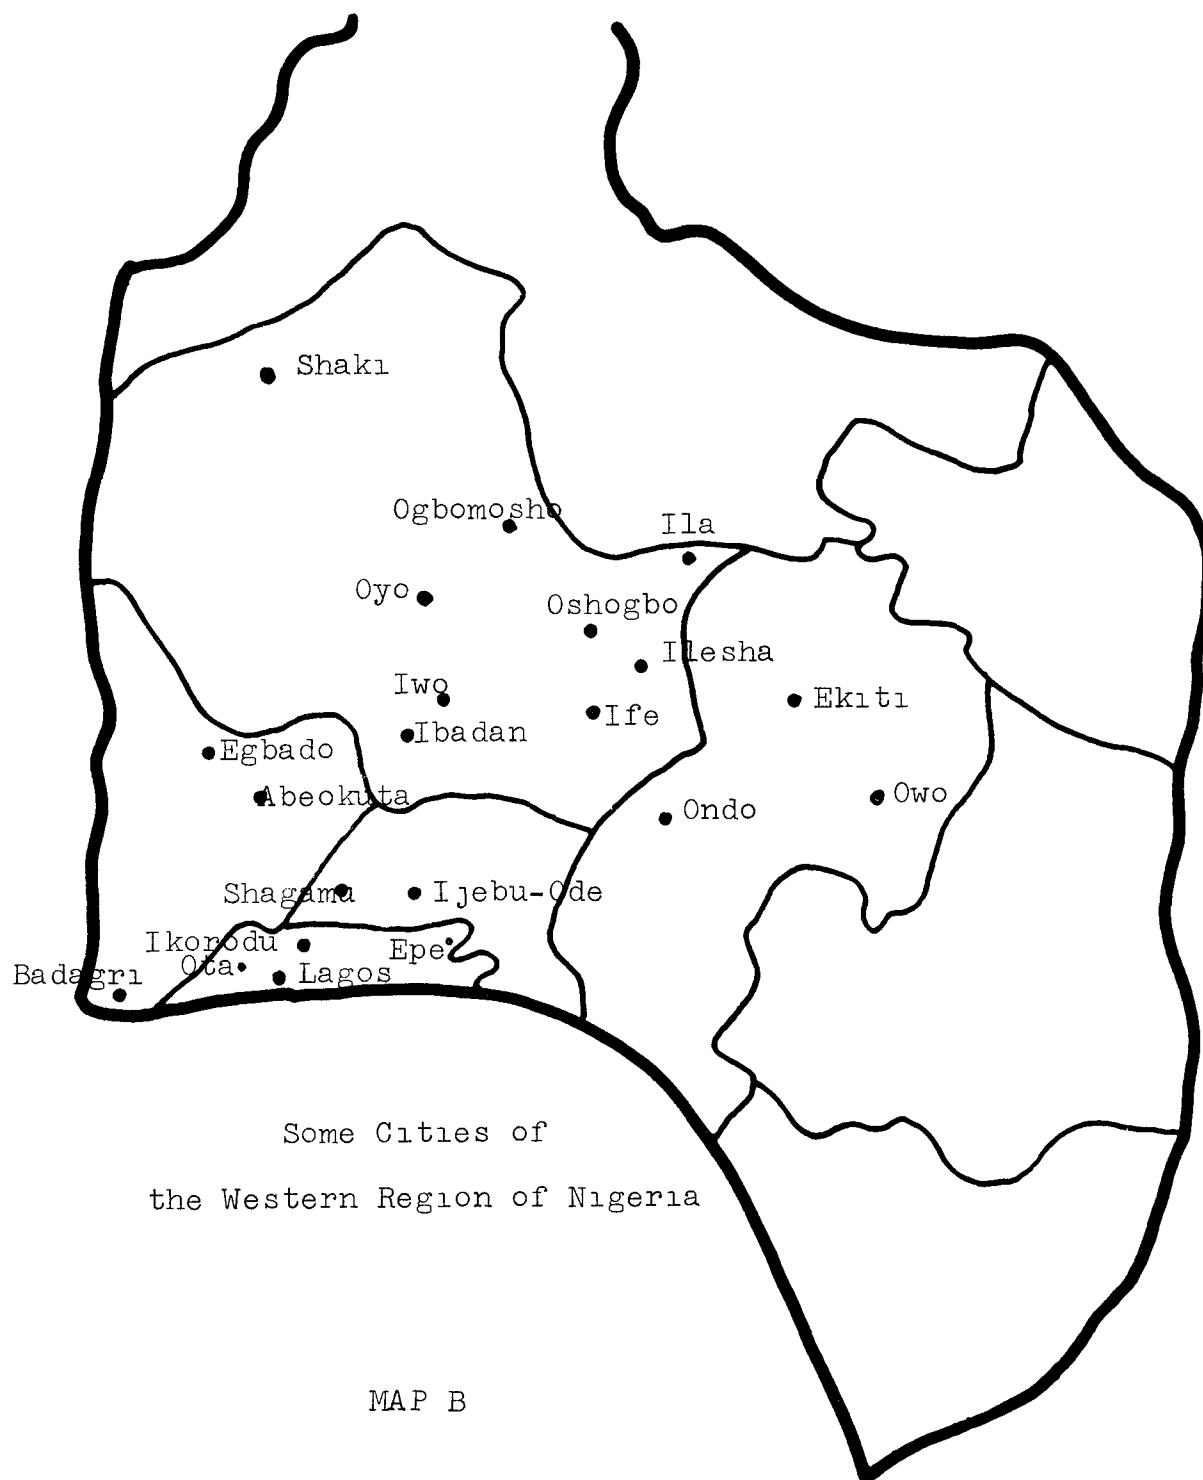 Shaki
Ogbomosho
Ila
Oyo
Oshogbo
Ilesha
Iwo
Ekiti
Ife
Ibadan
Egbado
Abeokuta
Owo
Ondo
Shagamu
Ijebu-Ode
Ikorodu
Epe
Ota
Badagri
Lagos
Some Cities of
the Western Region of Nigeria
MAP B